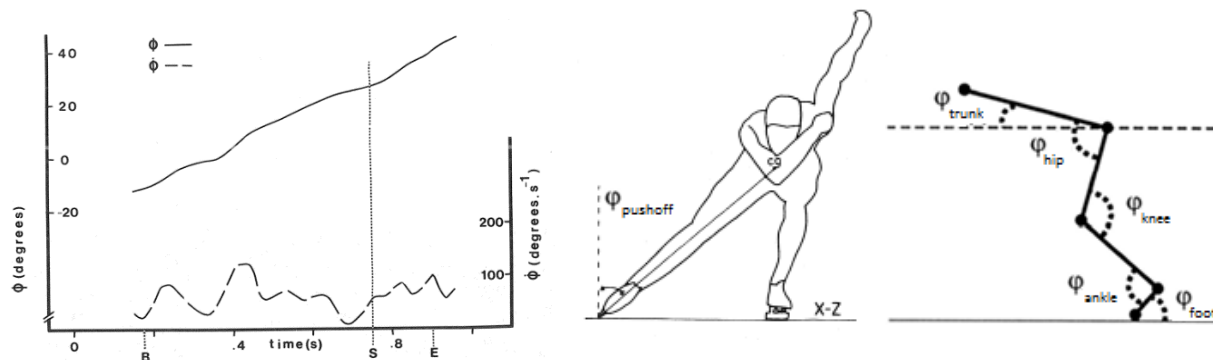 ϕ
ϕ̇
40
20
0
-20
ϕ (degrees)
200
100
ϕ̇ (degrees.s⁻¹)
0
.4
time(s)
.8
B
S
E
cg
φpushoff
X-Z
φtrunk
φhip
φknee
φankle
φfoot